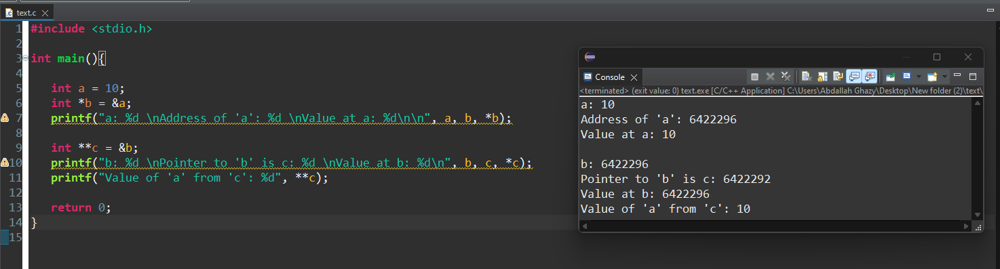 text.c
1 #include <stdio.h>
2
3 int main(){
4
5 int a = 10;
6 int *b = &a;
7 printf("a: %d \nAddress of 'a': %d \nValue at a: %d\n\n", a, b, *b);
8
9 int **c = &b;
10 printf("b: %d \nPointer to 'b' is c: %d \nValue at b: %d\n", b, c, *c);
11 printf("Value of 'a' from 'c': %d", **c);
12
13 return 0;
14 }
15
Console
<terminated> (exit value: 0) text.exe [C/C++ Application] C:\Users\Abdallah Ghazy\Desktop\New folder (2)\text\
a: 10
Address of 'a': 6422296
Value at a: 10
b: 6422296
Pointer to 'b' is c: 6422292
Value at b: 6422296
Value of 'a' from 'c': 10